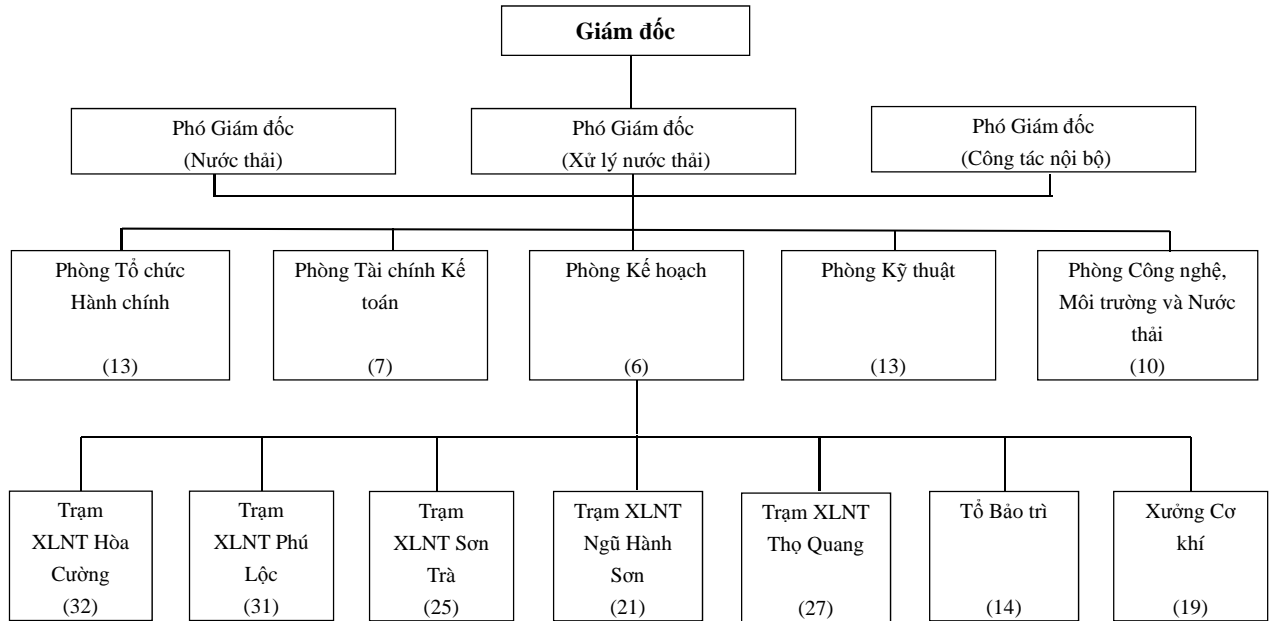 Giám đốc
Phó Giám đốc
(Nước thải)
Phó Giám đốc
(Xử lý nước thải)
Phó Giám đốc
(Công tác nội bộ)
Phòng Tổ chức
Hành chính
(13)
Phòng Tài chính Kế
toán
(7)
Phòng Kế hoạch
(6)
Phòng Kỹ thuật
(13)
Phòng Công nghệ,
Môi trường và Nước
thải
(10)
Trạm
XLNT Hòa
Cường
(32)
Trạm
XLNT Phú
Lộc
(31)
Trạm
XLNT Sơn
Trà
(25)
Trạm XLNT
Ngũ Hành
Sơn
(21)
Trạm XLNT
Thọ Quang
(27)
Tổ Bảo trì
(14)
Xưởng Cơ
khí
(19)